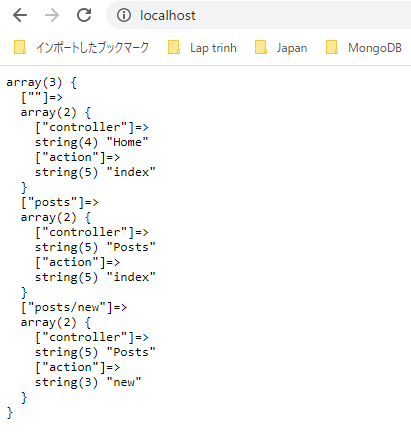 localhost
インポートしたブックマーク Lap trinh Japan MongoDB
array(3) {
  [""]=>
  array(2) {
    ["controller"]=>
    string(4) "Home"
    ["action"]=>
    string(5) "index"
  }
  ["posts"]=>
  array(2) {
    ["controller"]=>
    string(5) "Posts"
    ["action"]=>
    string(5) "index"
  }
  ["posts/new"]=>
  array(2) {
    ["controller"]=>
    string(5) "Posts"
    ["action"]=>
    string(3) "new"
  }
}